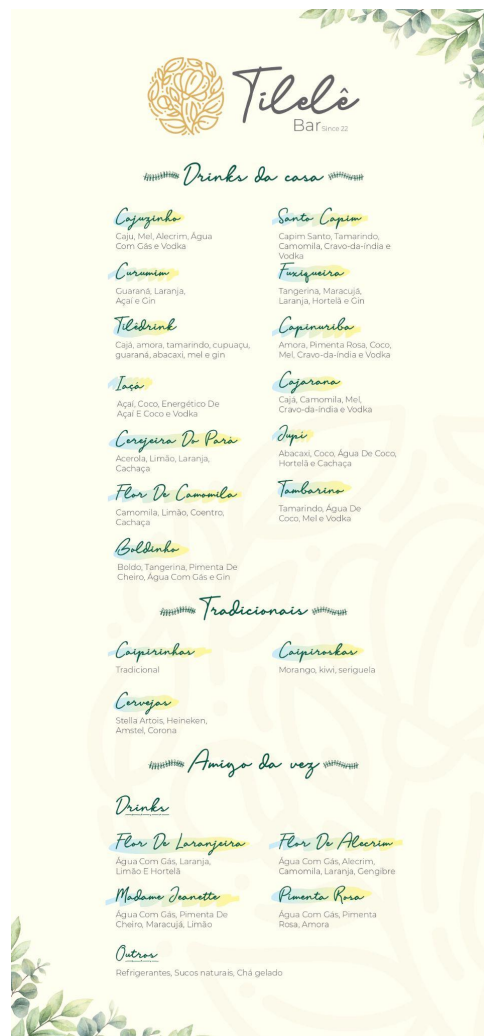 Tilelê
Bar Since 22
Drinks da casa
Cajuzinho
Caju, Mel, Alecrim, Água
Com Gás e Vodka
Santo Capim
Capim Santo, Tamarindo,
Camomila, Cravo-da-índia e
Vodka
Curumim
Guaraná, Laranja,
Açaí e Gin
Fuxiqueira
Tangerina, Maracujá,
Laranja, Hortelã e Gin
Tilêdrink
Cajá, amora, tamarindo, cupuaçu,
guaraná, abacaxi, mel e gin
Capinuriba
Amora, Pimenta Rosa, Coco,
Mel, Cravo-da-índia e Vodka
Iaçá
Açaí, Coco, Energético De
Açaí E Coco e Vodka
Cajarana
Cajá, Camomila, Mel,
Cravo-da-índia e Vodka
Cerejeira Do Pará
Acerola, Limão, Laranja,
Cachaça
Jupi
Abacaxi, Coco, Água De Coco,
Hortelã e Cachaça
Flor De Camomila
Camomila, Limão, Coentro,
Cachaça
Tambarino
Tamarindo, Água De
Coco, Mel e Vodka
Boldinho
Boldo, Tangerina, Pimenta De
Cheiro, Água Com Gás e Gin
Tradicionais
Caipirinhas
Tradicional
Caipiroskas
Morango, kiwi, seriguela
Cervejas
Stella Artois, Heineken,
Amstel, Corona
Amigo da vez
Drinks
Flor De Laranjeira
Água Com Gás, Laranja,
Limão E Hortelã
Flor De Alecrim
Água Com Gás, Alecrim,
Camomila, Laranja, Gengibre
Madame Jeanette
Água Com Gás, Pimenta De
Cheiro, Maracujá, Limão
Pimenta Rosa
Água Com Gás, Pimenta
Rosa, Amora
Outros
Refrigerantes, Sucos naturais, Chá gelado